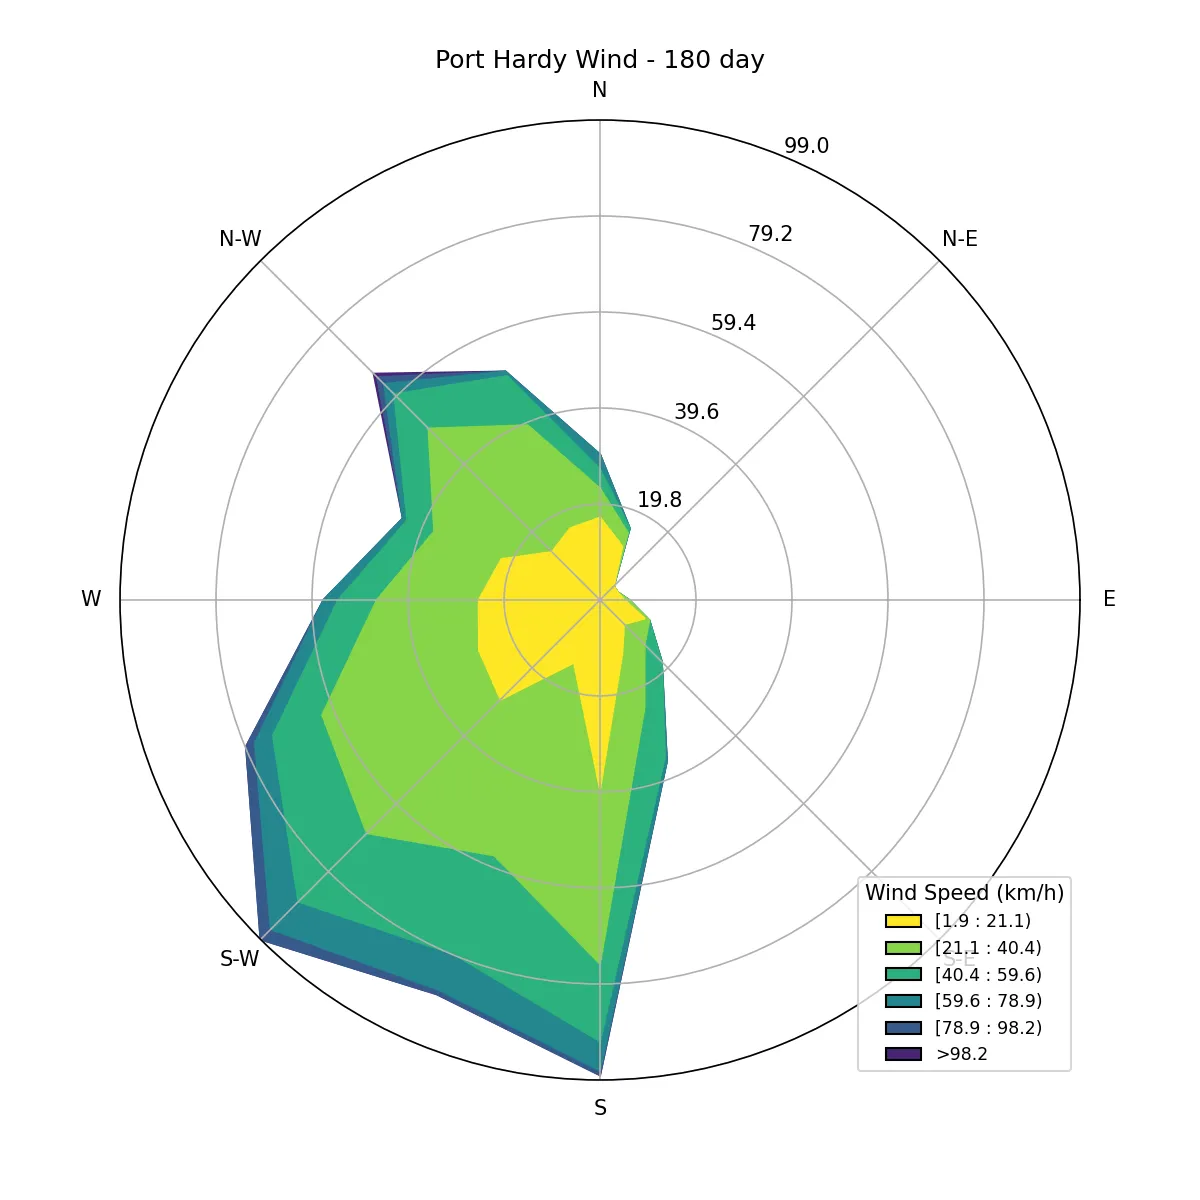 Port Hardy Wind - 180 day
N
99.0
N-W
79.2
N-E
59.4
39.6
19.8
W
E
S-W
S-E
S
Wind Speed (km/h)
[1.9 : 21.1)
[21.1 : 40.4)
[40.4 : 59.6)
[59.6 : 78.9)
[78.9 : 98.2)
>98.2